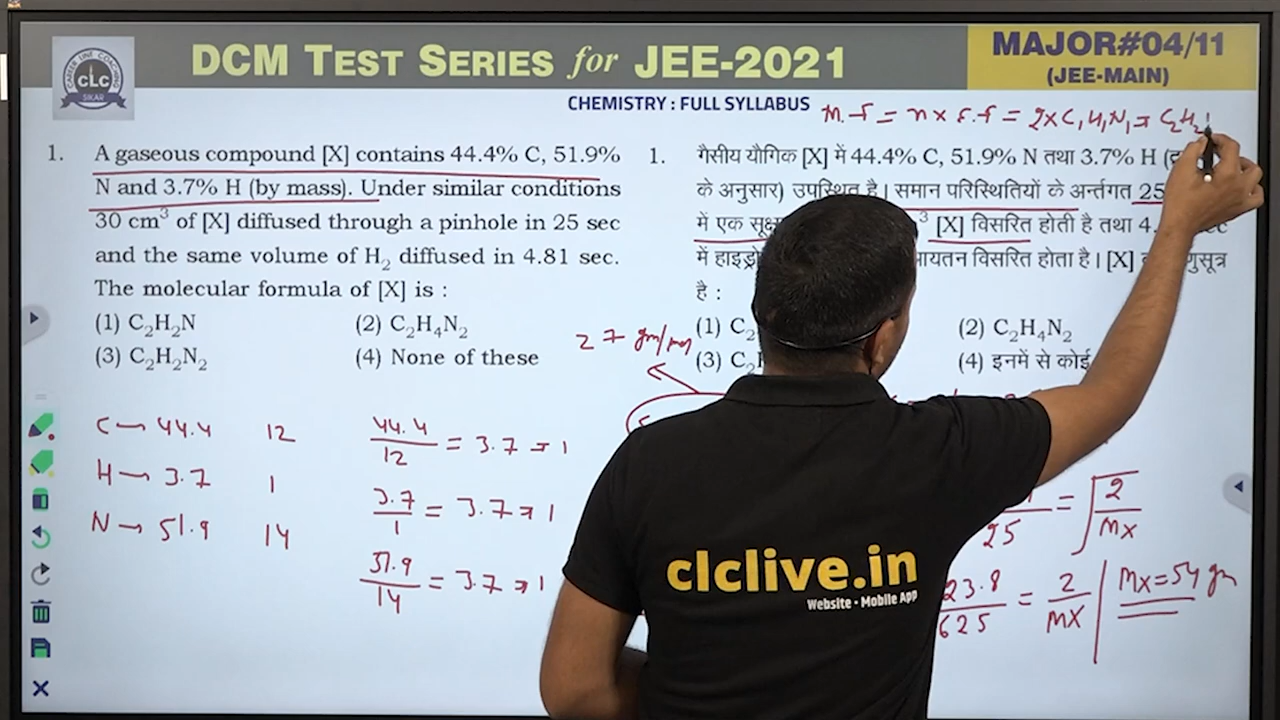 DCM TEST SERIES for JEE-2021
MAJOR#04/11
(JEE-MAIN)
CLC
SIKAR
CHEMISTRY : FULL SYLLABUS
M.f = n × E.f = 2×C₁H₁N₁ ⇒ C₂H₂
1. A gaseous compound [X] contains 44.4% C, 51.9%
N and 3.7% H (by mass). Under similar conditions
30 cm³ of [X] diffused through a pinhole in 25 sec
and the same volume of H₂ diffused in 4.81 sec.
The molecular formula of [X] is :
(1) C₂H₂N (2) C₂H₄N₂
(3) C₂H₂N₂ (4) None of these
1. गैसीय यौगिक [X] में 44.4% C, 51.9% N तथा 3.7% H
के अनुसार) उपस्थित है। समान परिस्थितियों के अर्न्तगत 25
में एक ³ [X] विसरित होती है तथा 4.
में विसरित होता है। [X]
है :
(1) C₂ (2) C₂H₄N₂
(3) C₂ (4) इनमें से कोई
27 gm/
C → 44.4 12
H → 3.7 1
N → 51.9 14
44.4/12 = 3.7 ⇒ 1
3.7/1 = 3.7 ⇒ 1
51.9/14 = 3.7 ⇒ 1
25 = √2/MX
23.8/625 = 2/MX | MX = 54 gm
clclive.in
Website • Mobile App